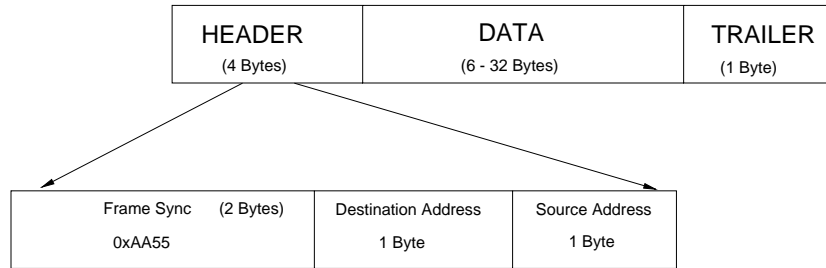 HEADER DATA TRAILER
(4 Bytes) (6 - 32 Bytes) (1 Byte)
Frame Sync (2 Bytes) Destination Address Source Address
0xAA55 1 Byte 1 Byte